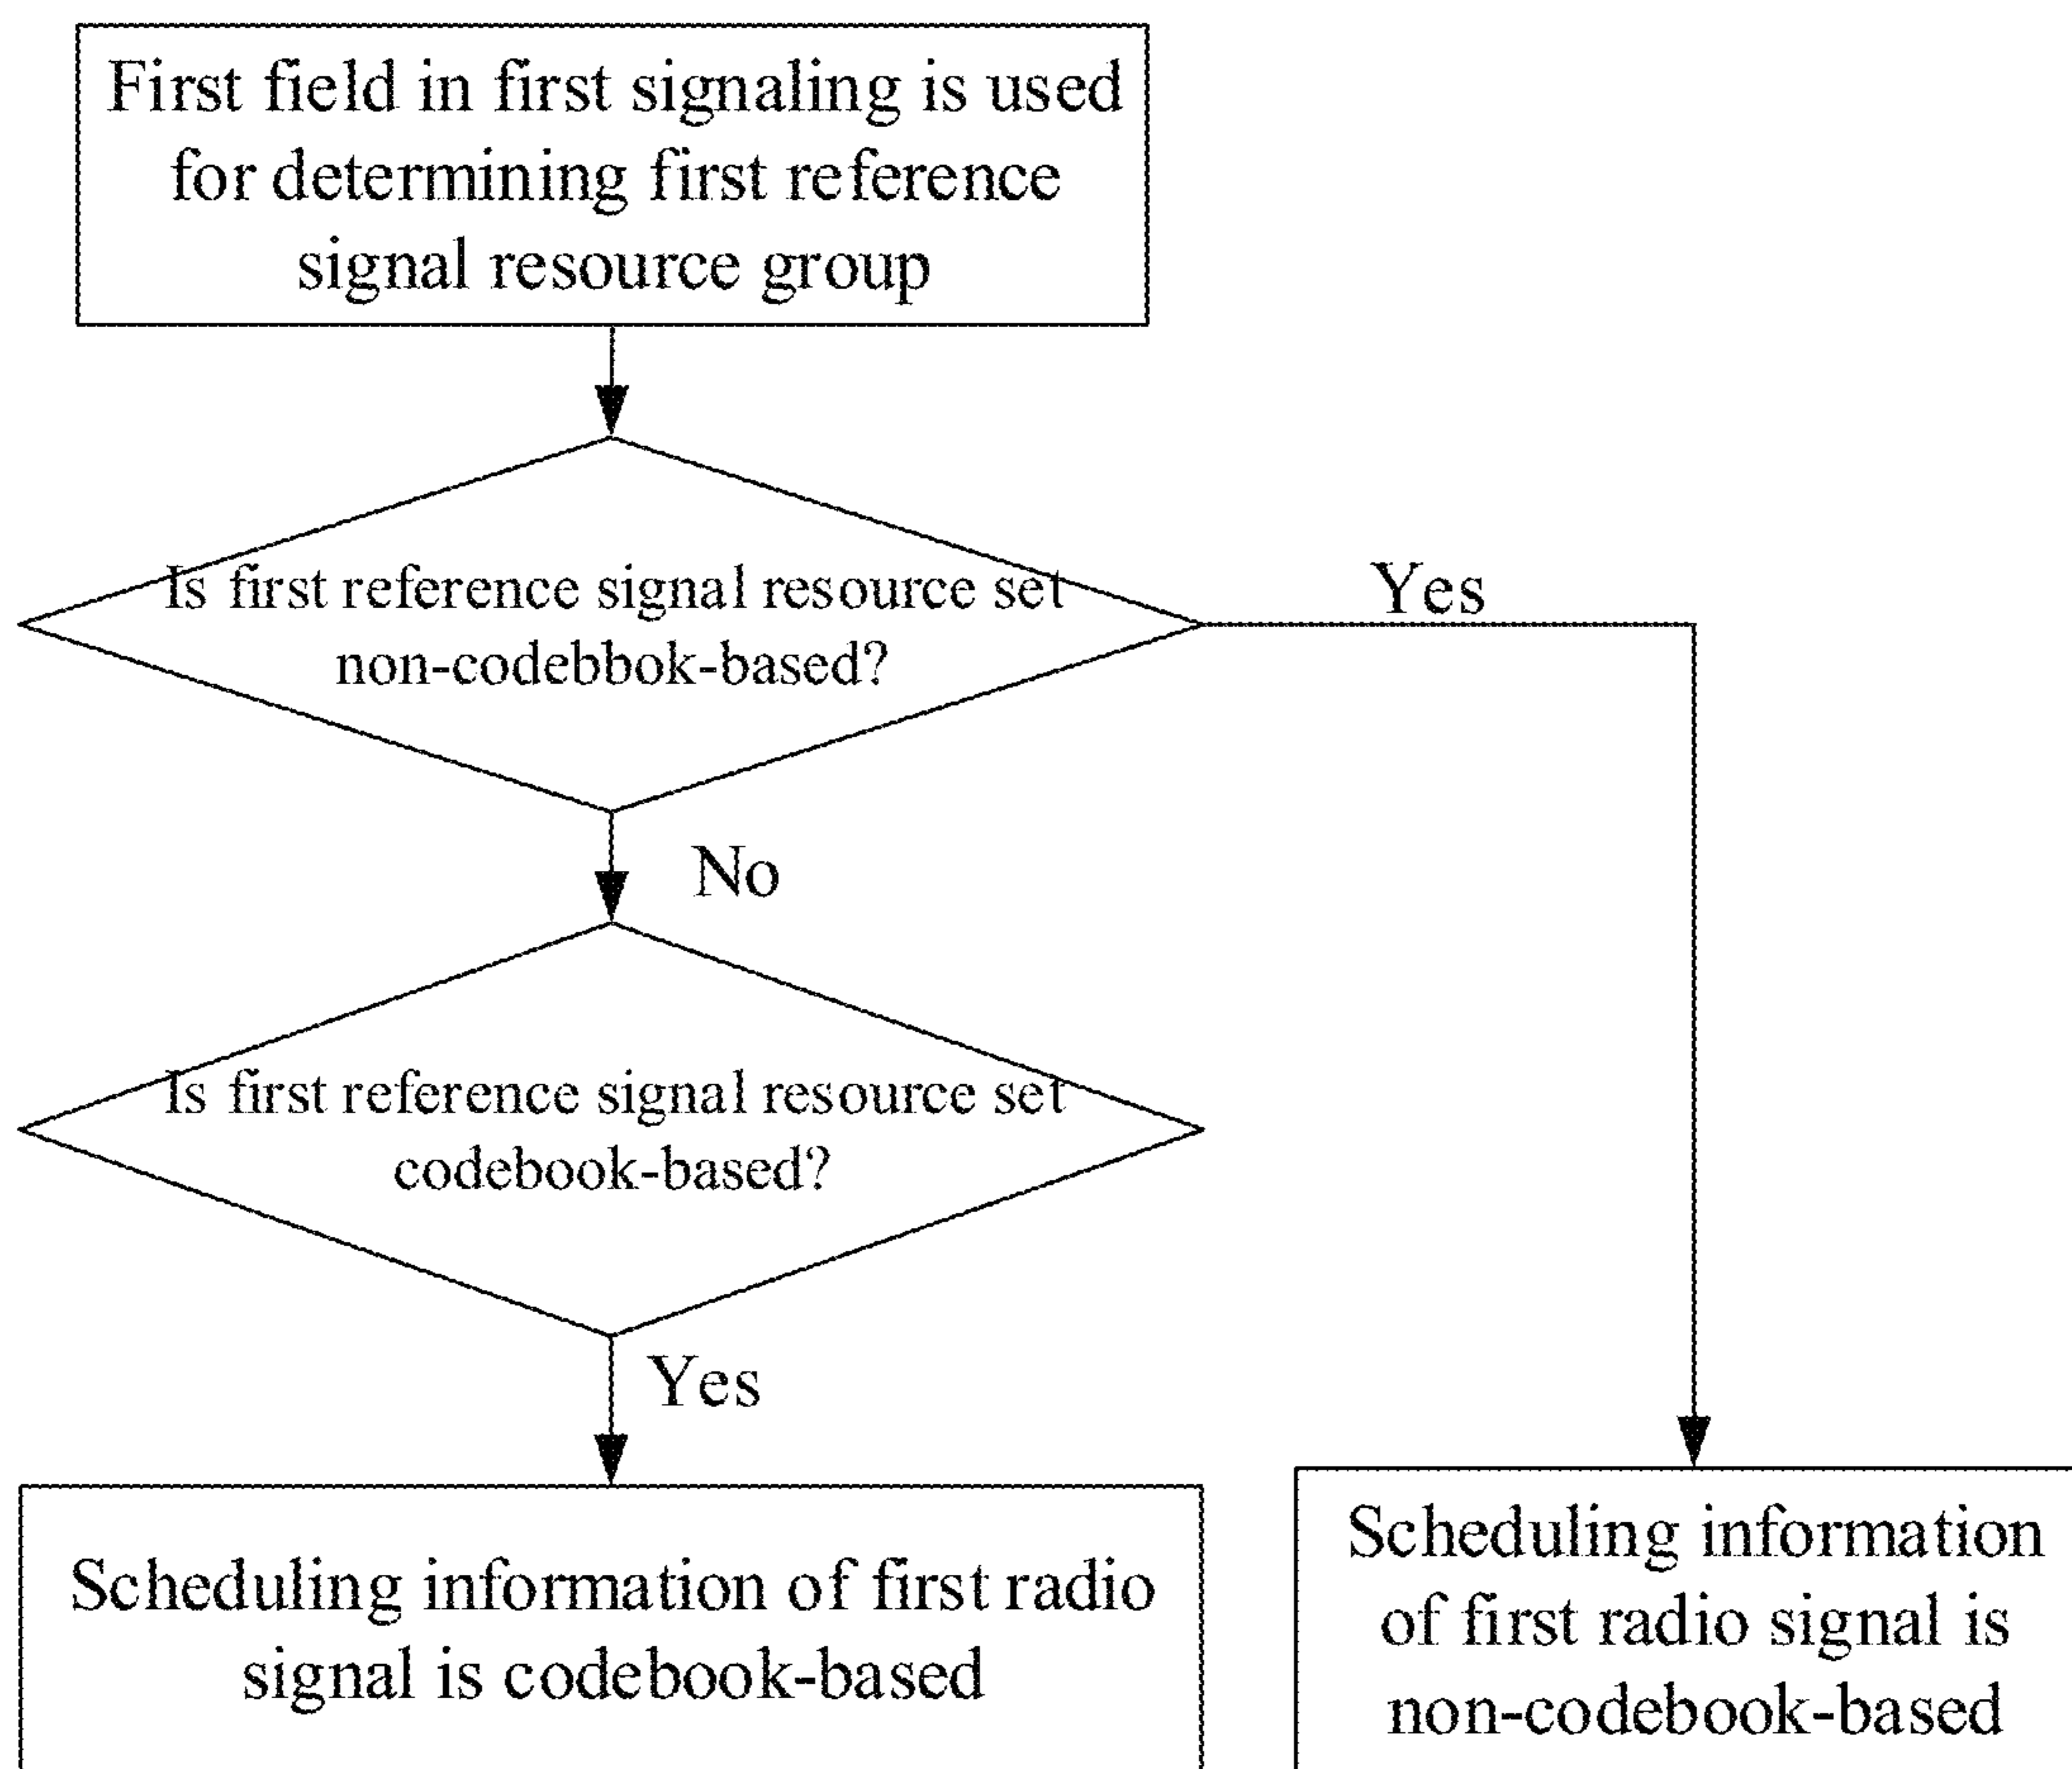 First field in first signaling is used
for determining first reference
signal resource group
Is first reference signal resource set
non-codebbok-based?
Yes
No
Is first reference signal resource set
codebook-based?
Yes
Scheduling information of first radio
signal is codebook-based
Scheduling information
of first radio signal is
non-codebook-based